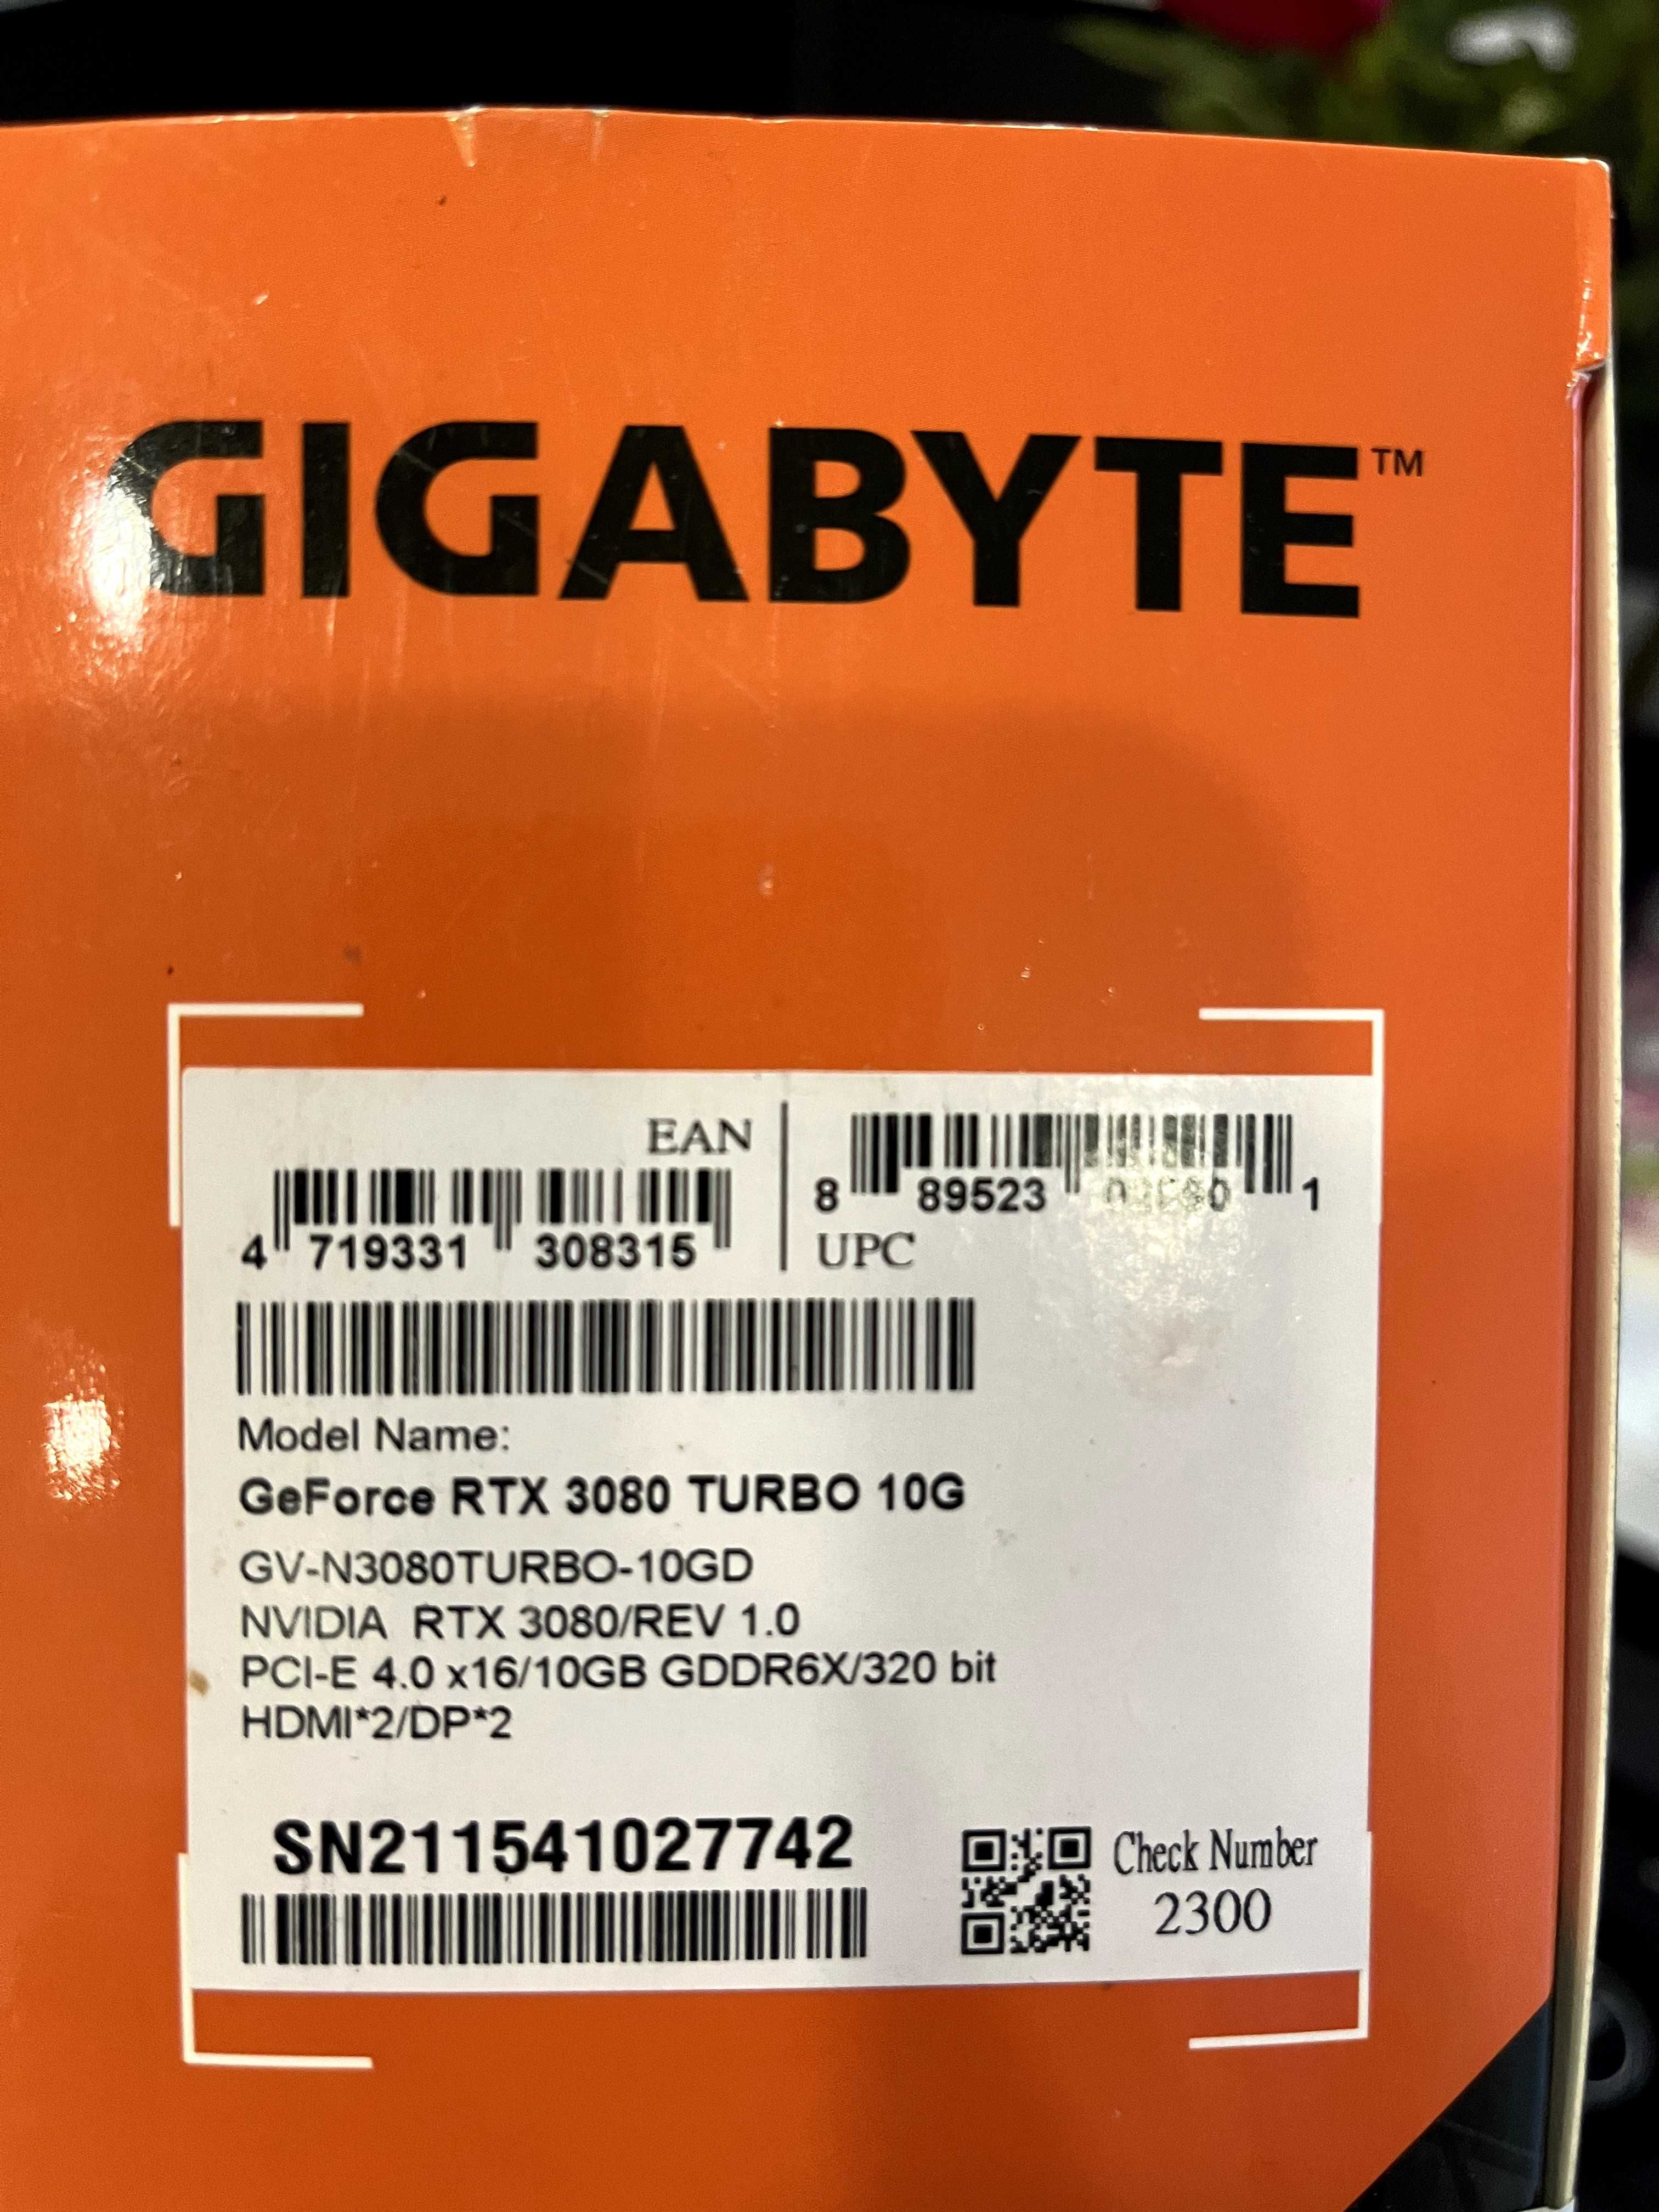 GIGABYTE™
EAN
4 719331 308315
8 89523 1
UPC
Model Name:
GeForce RTX 3080 TURBO 10G
GV-N3080TURBO-10GD
NVIDIA RTX 3080/REV 1.0
PCI-E 4.0 x16/10GB GDDR6X/320 bit
HDMI*2/DP*2
SN211541027742
Check Number
2300